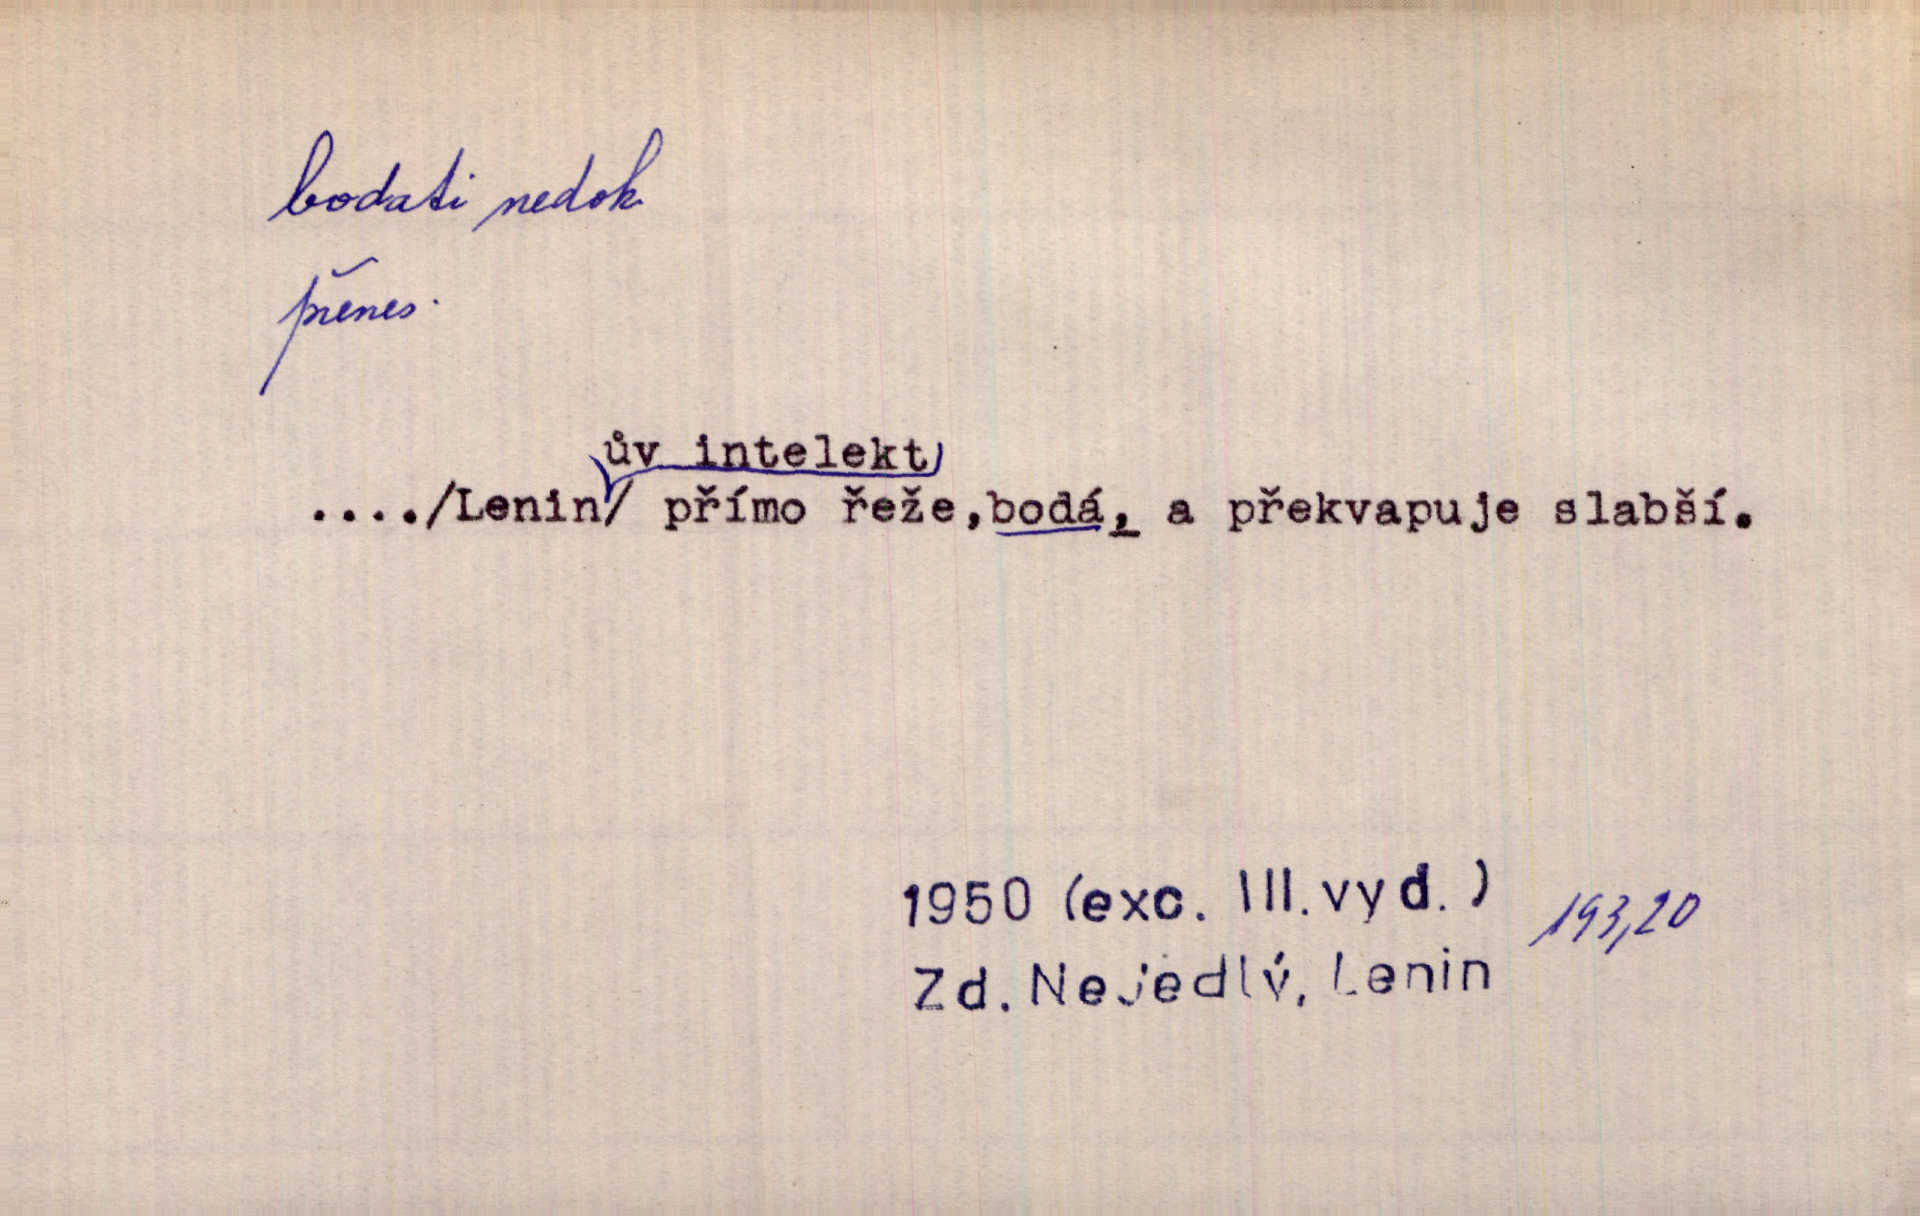 bodati nedok.
přenes.
ův intelekt
..../Lenin/ přímo řeže,bodá, a překvapuje slabší.
1950 (exc. III. vyd.) 193,20
Zd. Nejedlý, Lenin